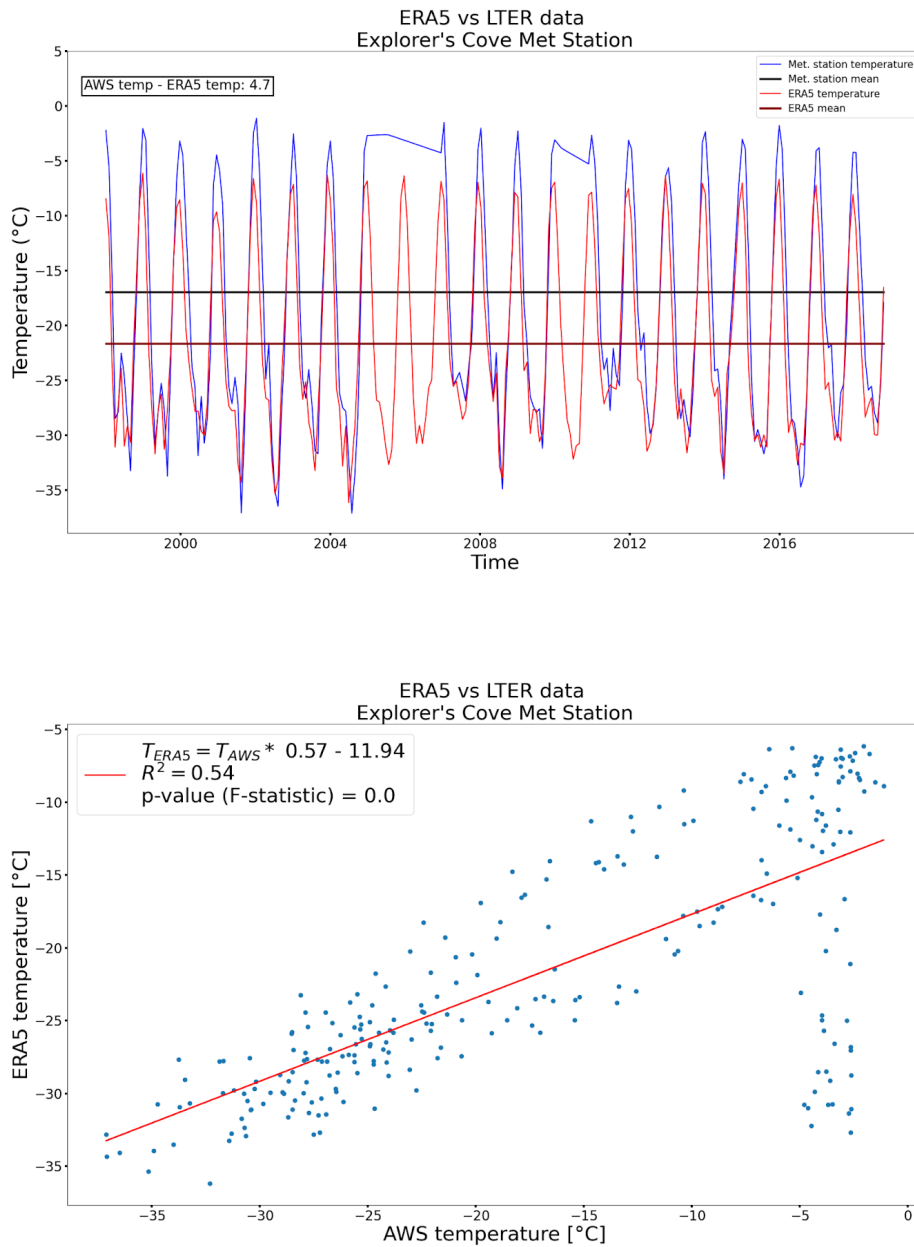 ERA5 vs LTER data
Explorer's Cove Met Station
AWS temp - ERA5 temp: 4.7
Met. station temperature
Met. station mean
ERA5 temperature
ERA5 mean
Temperature (°C)
5
0
−5
−10
−15
−20
−25
−30
−35
2000
2004
2008
2012
2016
Time
ERA5 vs LTER data
Explorer's Cove Met Station
T_ERA5 = T_AWS * 0.57 - 11.94
R² = 0.54
p-value (F-statistic) = 0.0
ERA5 temperature [°C]
−5
−10
−15
−20
−25
−30
−35
−35
−30
−25
−20
−15
−10
−5
0
AWS temperature [°C]